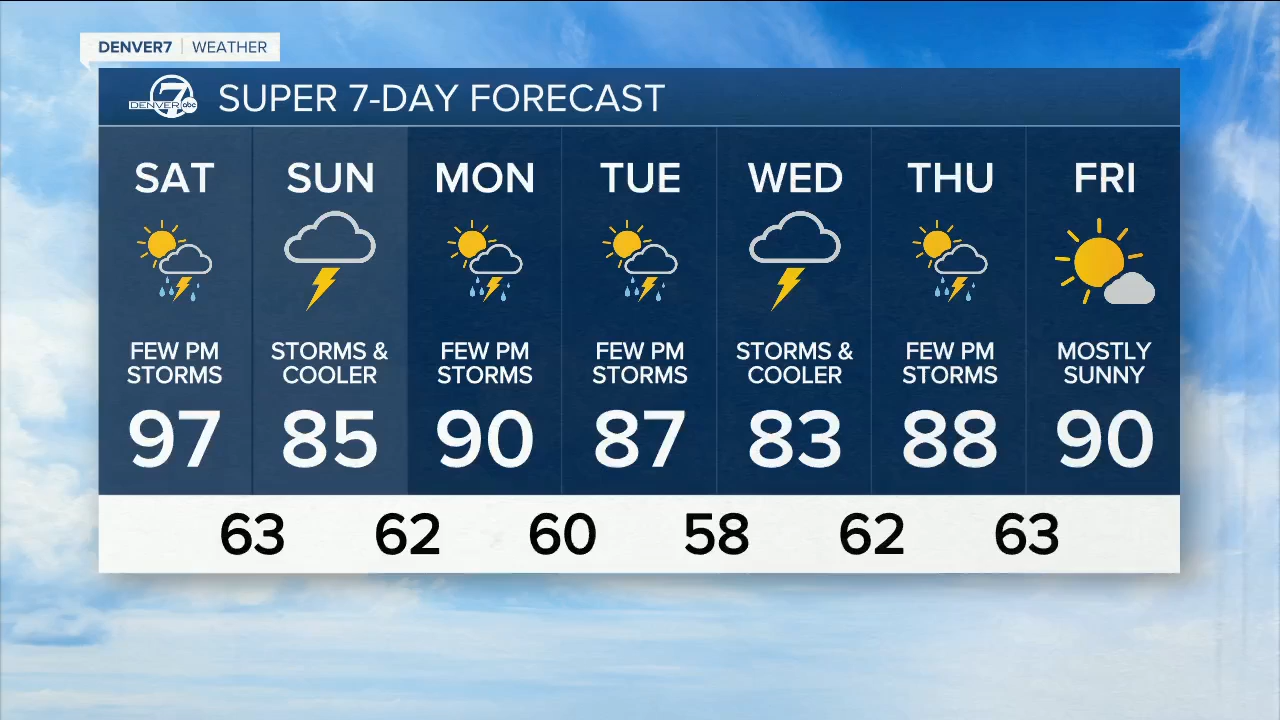 DENVER7 | WEATHER
DENVER 7 abc
SUPER 7-DAY FORECAST
SAT SUN MON TUE WED THU FRI
FEW PM STORMS & FEW PM FEW PM STORMS & FEW PM MOSTLY
STORMS COOLER STORMS STORMS COOLER STORMS SUNNY
97 85 90 87 83 88 90
63 62 60 58 62 63